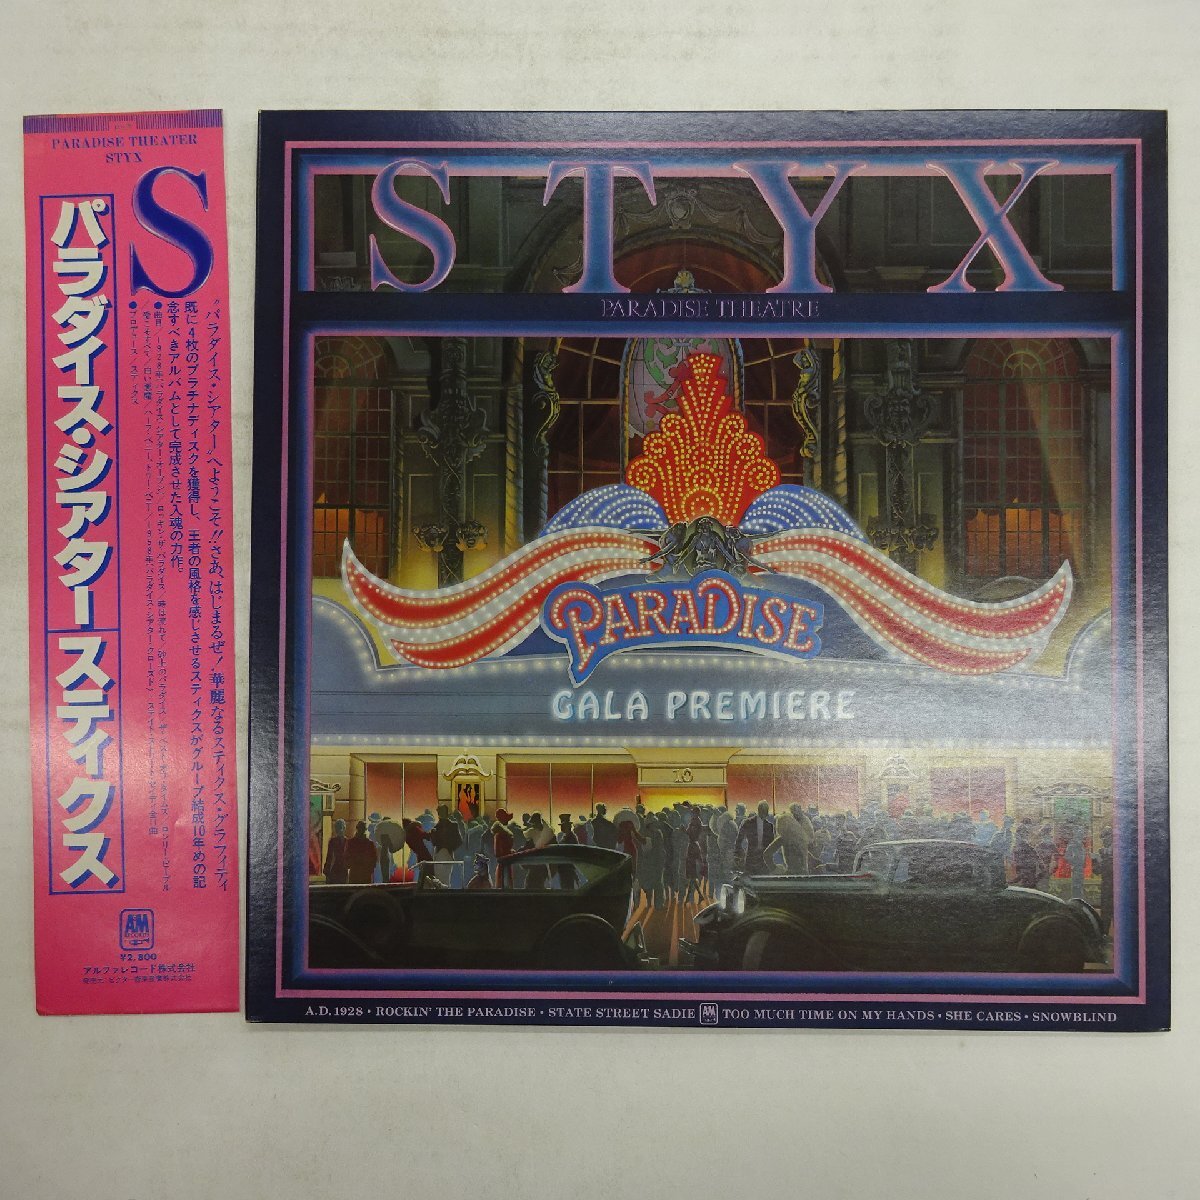 PARADISE THEATER
STYX
S
パラダイス・シアター
スティクス
"パラダイス・シアター"へようこそ!!さあ、はじまるぜ!華麗なるスティクス・グラフィティ
既に4枚のプラチナディスクを獲得し、王者の風格を感じさせるスティクスがグループ結成10年めの記
念すべきアルバムとして完成させた入魂の力作。
A&M
RECORDS
¥2,800
アルファレコード株式会社
STYX
PARADISE THEATRE
PARADISE
GALA PREMIERE
10
A.D. 1928 · ROCKIN' THE PARADISE · STATE STREET SADIE
A&M
TOO MUCH TIME ON MY HANDS · SHE CARES · SNOWBLIND